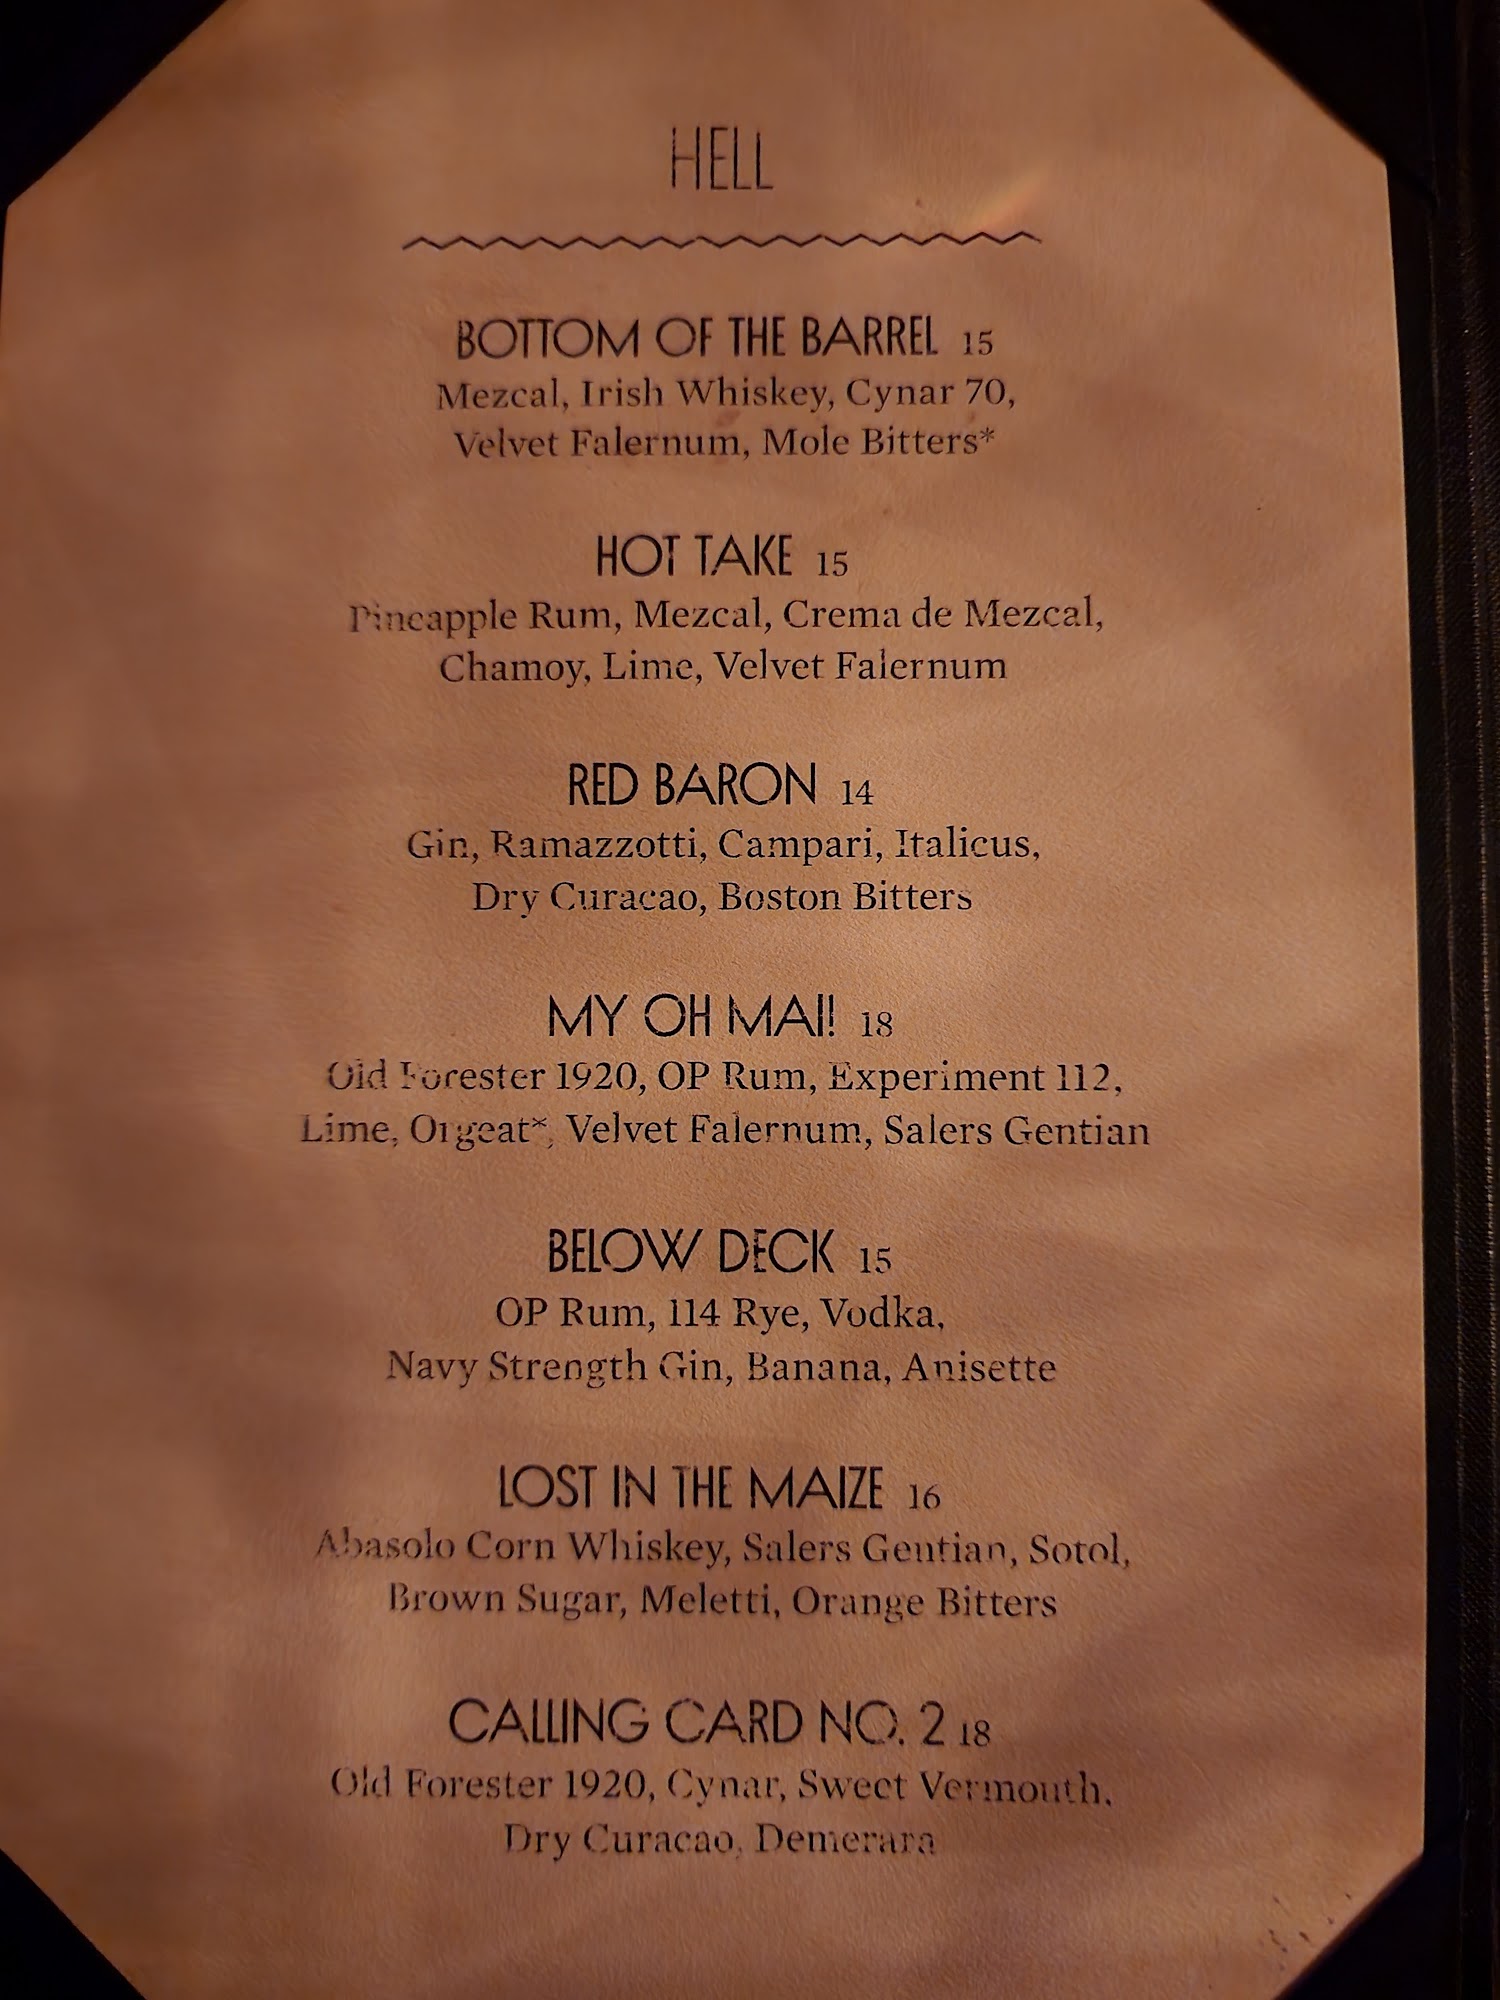 HELL
BOTTOM OF THE BARREL 15
Mezcal, Irish Whiskey, Cynar 70,
Velvet Falernum, Mole Bitters*
HOT TAKE 15
Pineapple Rum, Mezcal, Crema de Mezcal,
Chamoy, Lime, Velvet Falernum
RED BARON 14
Gin, Ramazzotti, Campari, Italicus,
Dry Curacao, Boston Bitters
MY OH MAI! 18
Old Forester 1920, OP Rum, Experiment 112,
Lime, Orgeat*, Velvet Falernum, Salers Gentian
BELOW DECK 15
OP Rum, 114 Rye, Vodka,
Navy Strength Gin, Banana, Anisette
LOST IN THE MAIZE 16
Abasolo Corn Whiskey, Salers Gentian, Sotol,
Brown Sugar, Meletti, Orange Bitters
CALLING CARD NO. 2 18
Old Forester 1920, Cynar, Sweet Vermouth,
Dry Curacao, Demerara